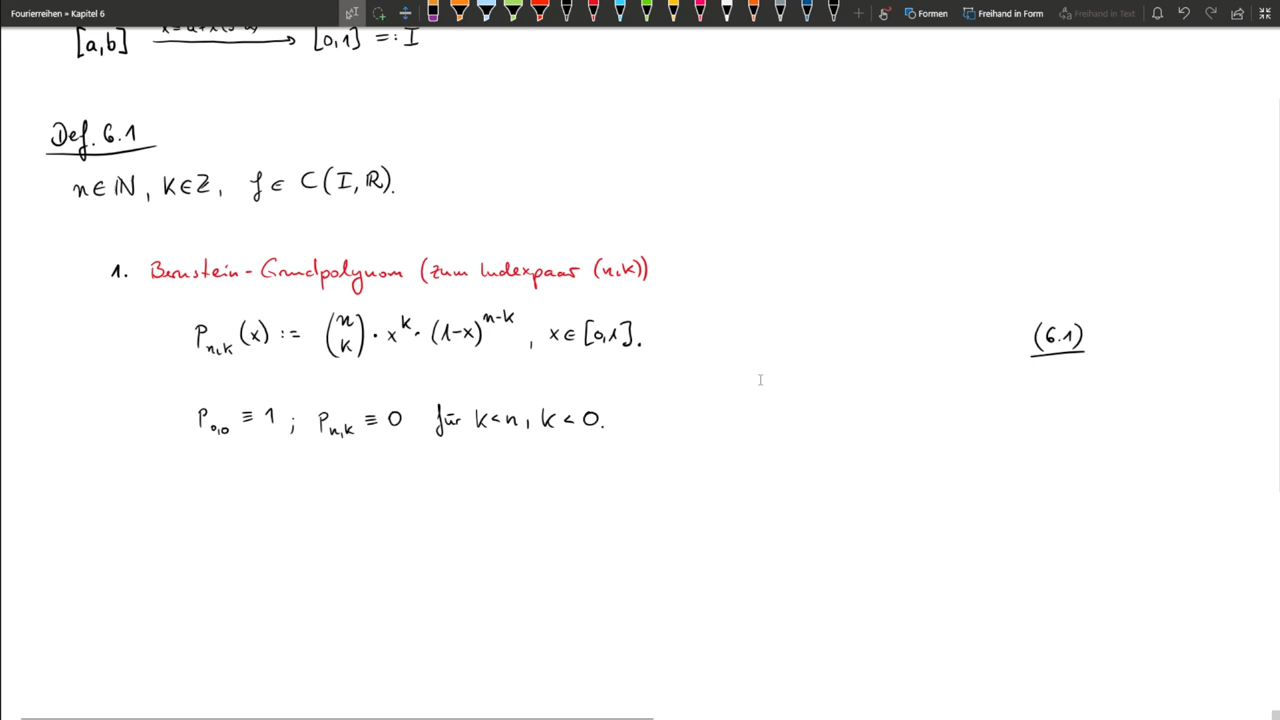 Fourierreihen » Kapitel 6
Formen
Freihand in Form
Freihand in Text
[a,b] → [0,1] =: I
Def. 6.1
n ∈ ℕ, k ∈ ℤ, f ∈ C(I, ℝ).
1. Bernstein-Grundpolynom (zum Indexpaar (n,k))
P_{n,k}(x) := \binom{n}{k} · x^k · (1-x)^{n-k}, x ∈ [0,1]. (6.1)
P_{0,0} ≡ 1; P_{n,k} ≡ 0 für k < n, k < 0.